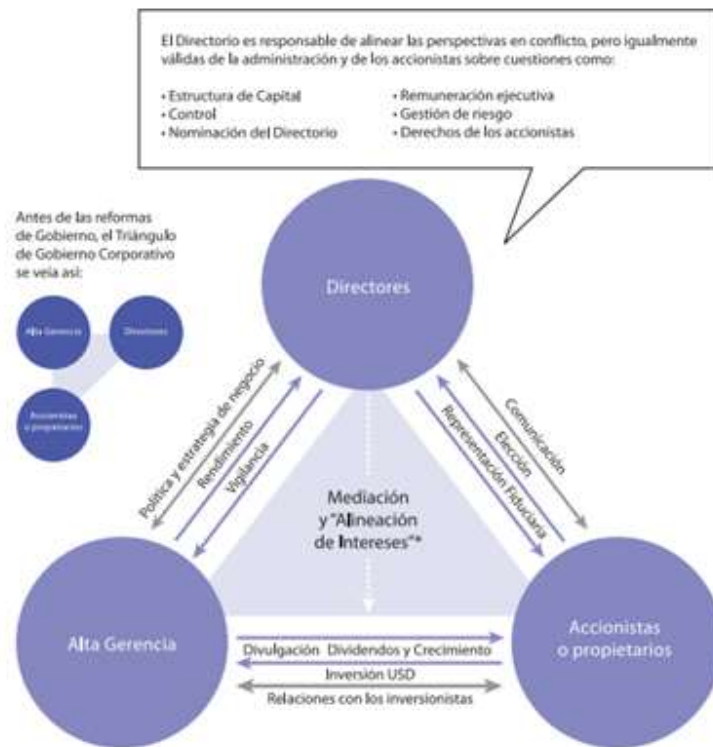 El Directorio es responsable de alinear las perspectivas en conflicto, pero igualmente
válidas de la administración y de los accionistas sobre cuestiones como:
• Estructura de Capital
• Control
• Nominación del Directorio
• Remuneración ejecutiva
• Gestión de riesgo
• Derechos de los accionistas
Antes de las reformas
de Gobierno, el Triángulo
de Gobierno Corporativo
se veía así:
Alta Gerencia
Directores
Accionistas
o propietarios
Directores
Política y estrategia de negocio
Rendimiento
Vigilancia
Comunicación
Elección
Representación Fiduciaria
Mediación
y "Alineación
de Intereses"*
Alta Gerencia
Accionistas
o propietarios
Divulgación Dividendos y Crecimiento
Inversión USD
Relaciones con los inversionistas